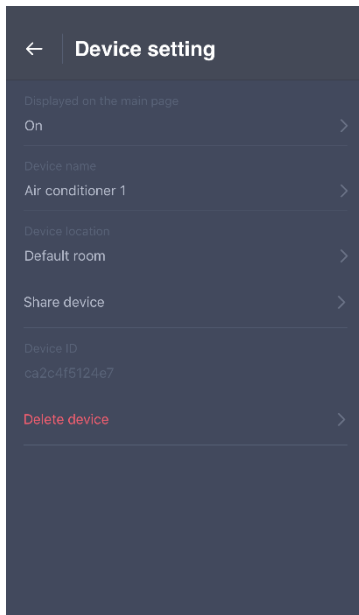 Device setting
Displayed on the main page
On
Device name
Air conditioner 1
Device location
Default room
Share device
Device ID
ca2c4f5124e7
Delete device